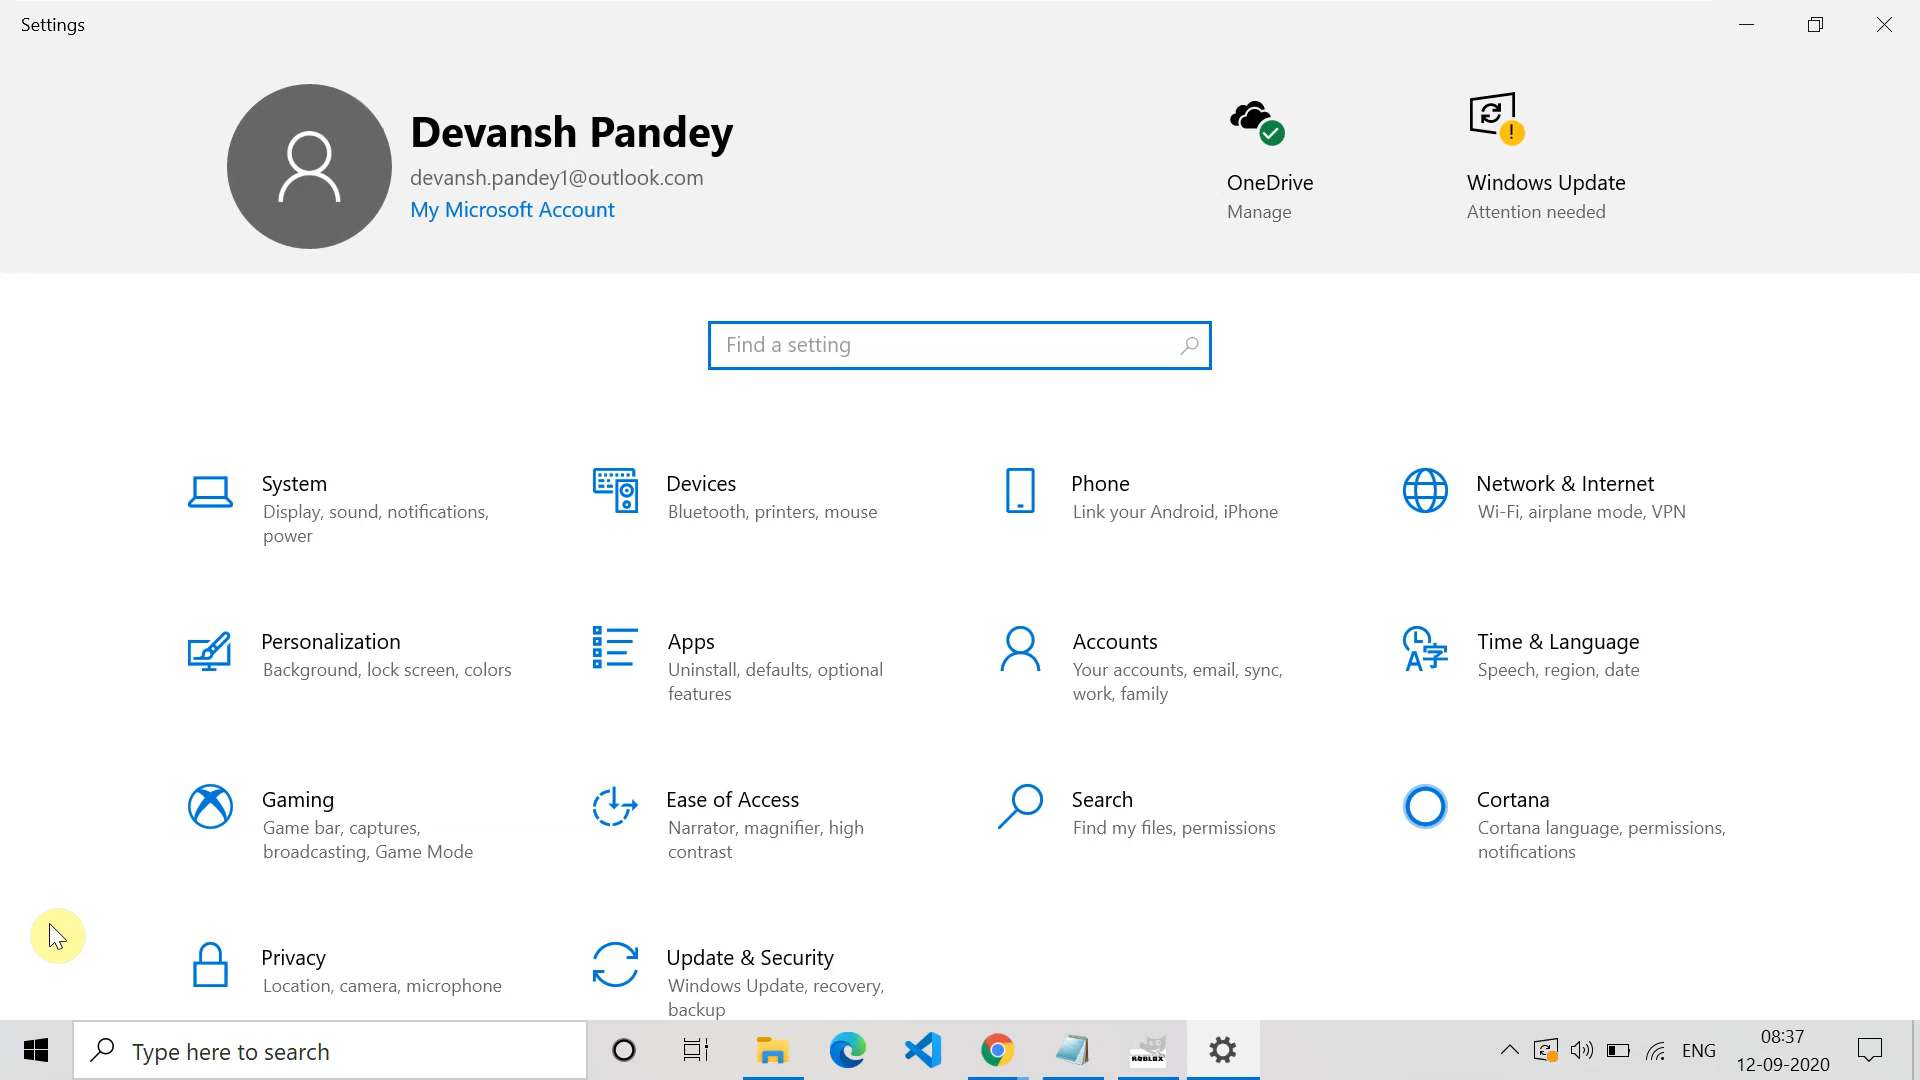 Settings
Devansh Pandey
devansh.pandey1@outlook.com
My Microsoft Account
OneDrive
Manage
Windows Update
Attention needed
Find a setting
System
Display, sound, notifications,
power
Devices
Bluetooth, printers, mouse
Phone
Link your Android, iPhone
Network & Internet
Wi-Fi, airplane mode, VPN
Personalization
Background, lock screen, colors
Apps
Uninstall, defaults, optional
features
Accounts
Your accounts, email, sync,
work, family
Time & Language
Speech, region, date
Gaming
Game bar, captures,
broadcasting, Game Mode
Ease of Access
Narrator, magnifier, high
contrast
Search
Find my files, permissions
Cortana
Cortana language, permissions,
notifications
Privacy
Location, camera, microphone
Update & Security
Windows Update, recovery,
backup
Type here to search
ROBLOX
ENG
08:37
12-09-2020